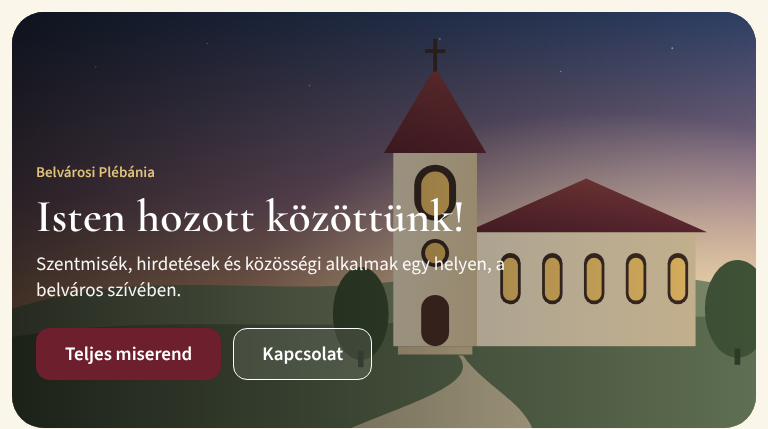 Belvárosi Plébánia
Isten hozott közöttünk!
Szentmisék, hirdetések és közösségi alkalmak egy helyen, a
belváros szívében.
Teljes miserend
Kapcsolat